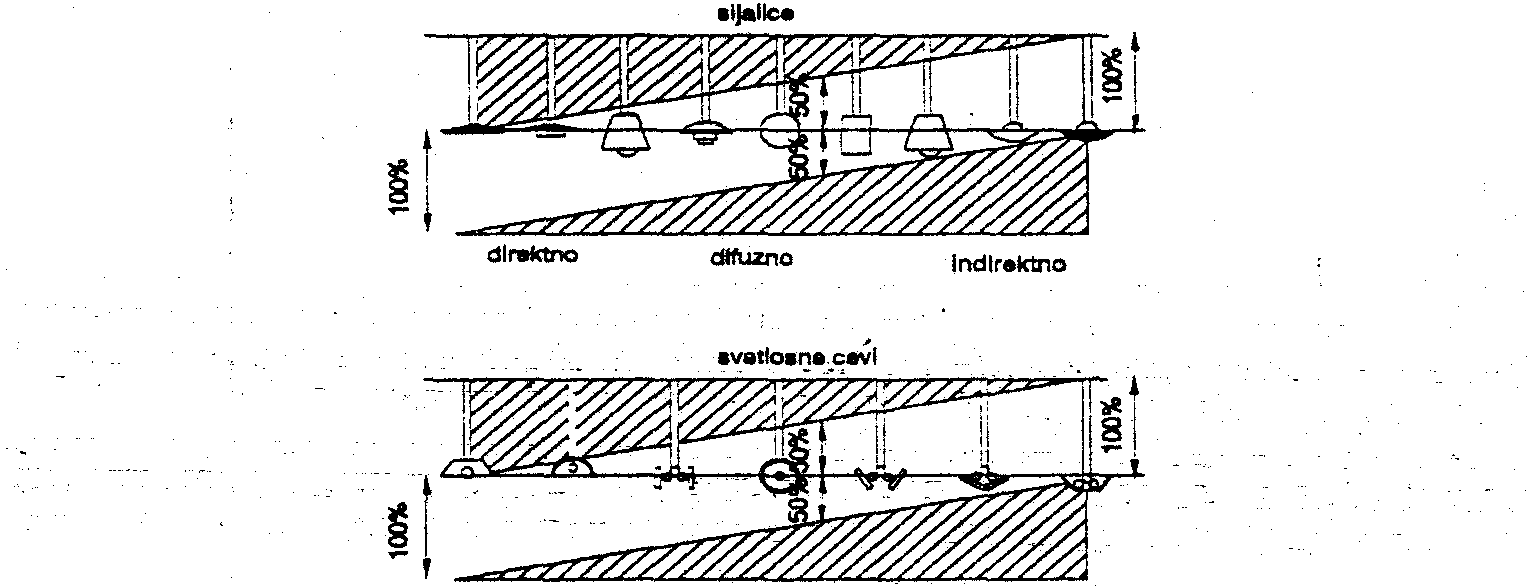 sijalice
100%
50%
50%
100%
direktno
difuzno
indirektno
svetlosne cevi
100%
50%
50%
100%